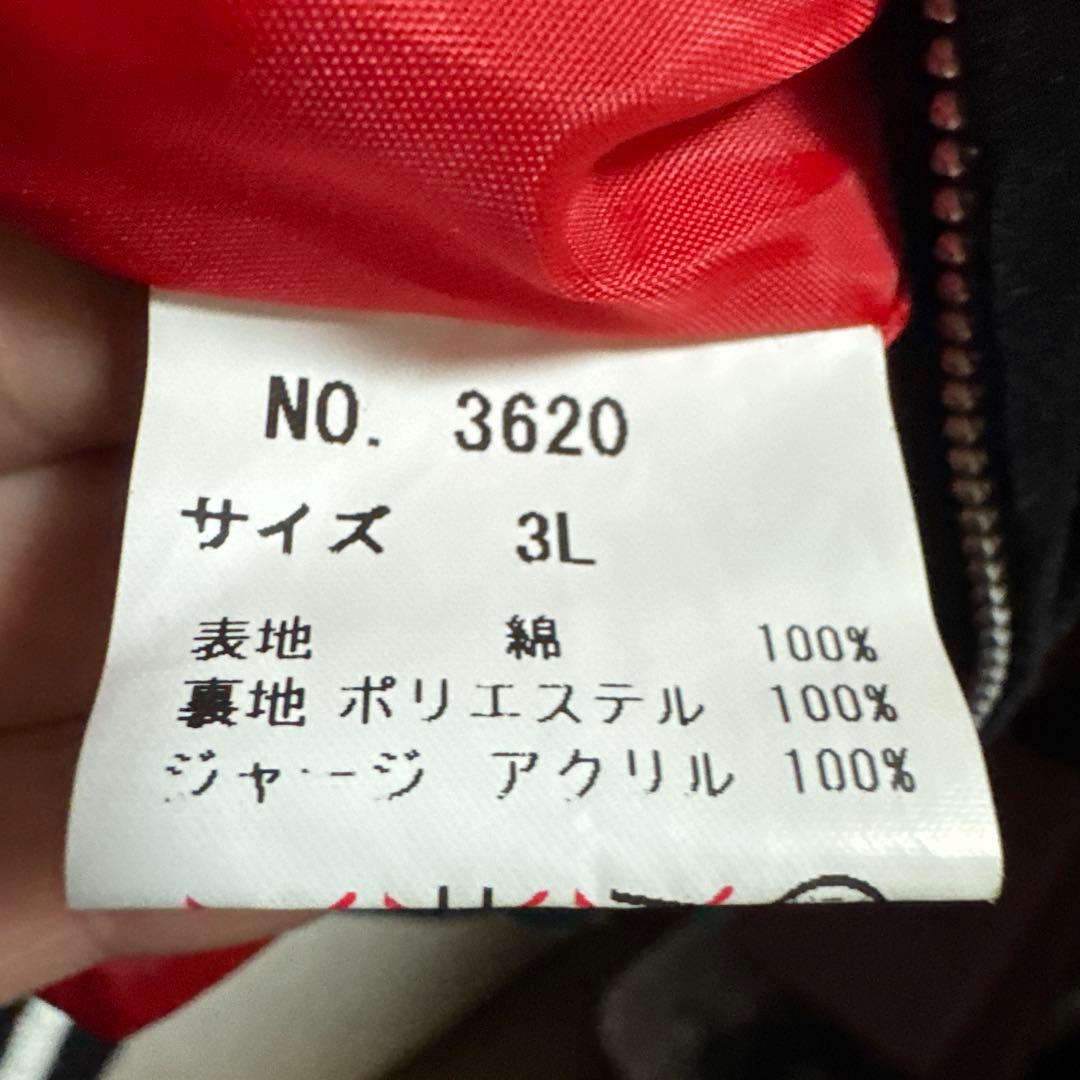 NO. 3620
サイズ 3L
表地 綿 100%
裏地 ポリエステル 100%
ジャージ アクリル 100%